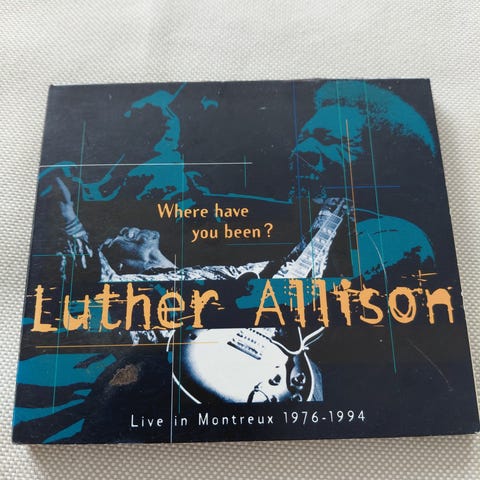 Where have
you been?
Luther Allison
Live in Montreux 1976-1994